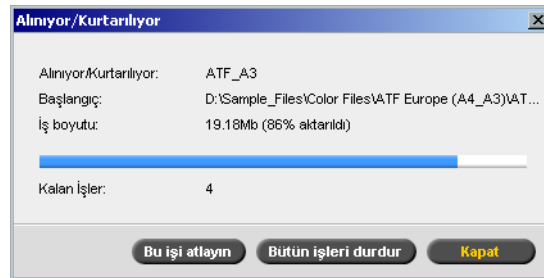 Alınıyor/Kurtarılıyor
Alınıyor/Kurtarılıyor: ATF_A3
Başlangıç: D:\Sample_Files\Color Files\ATF Europe (A4_A3)\AT...
İş boyutu: 19.18Mb (86% aktarıldı)
Kalan İşler: 4
Bu işi atlayın Bütün işleri durdur Kapat